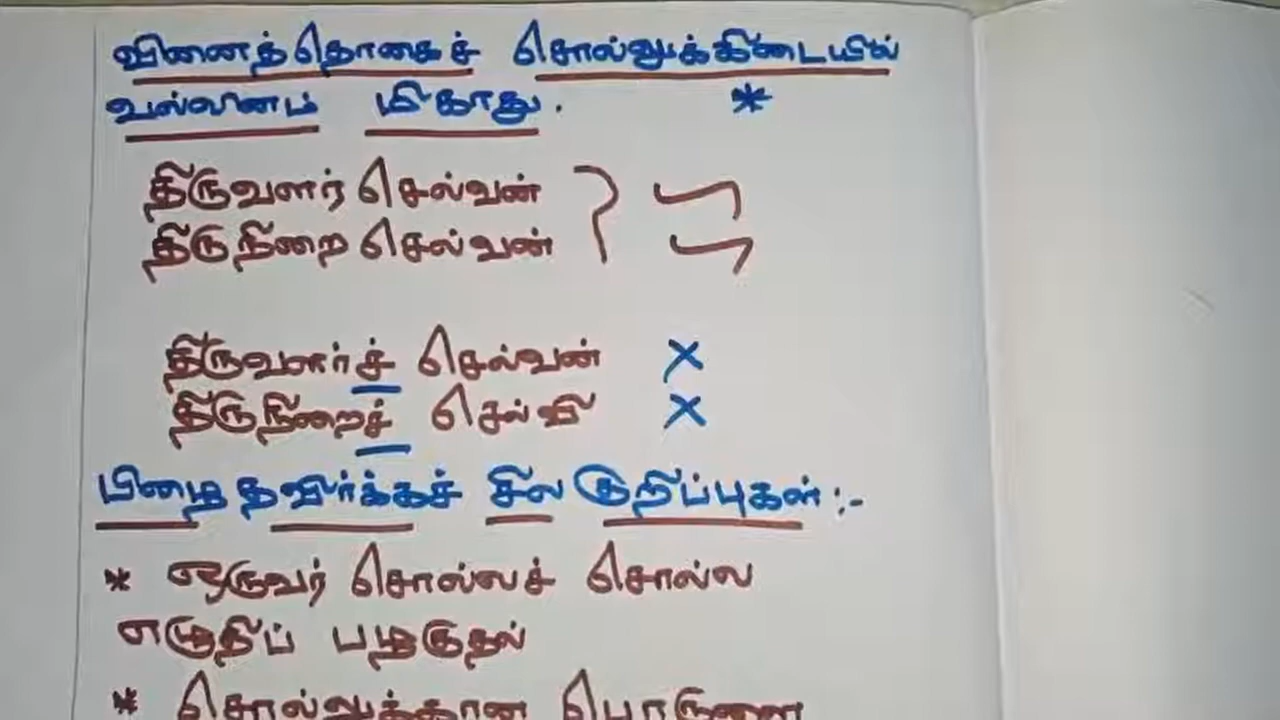 வினைத்தொகைச் சொல்லுக்கிடையில்
வல்லினம் மிகாது. *
திருவளர் செல்வன்
திருநிறை செல்வன்
திருவளர்ச் செல்வன் ×
திருநிறைச் செல்வி ×
பிழை தவிர்க்கச் சில குறிப்புகள் :-
* ஒருவர் சொல்லச் சொல்ல
எழுதிப் பழகுதல்
* சொல்லுக்கான பொருளை